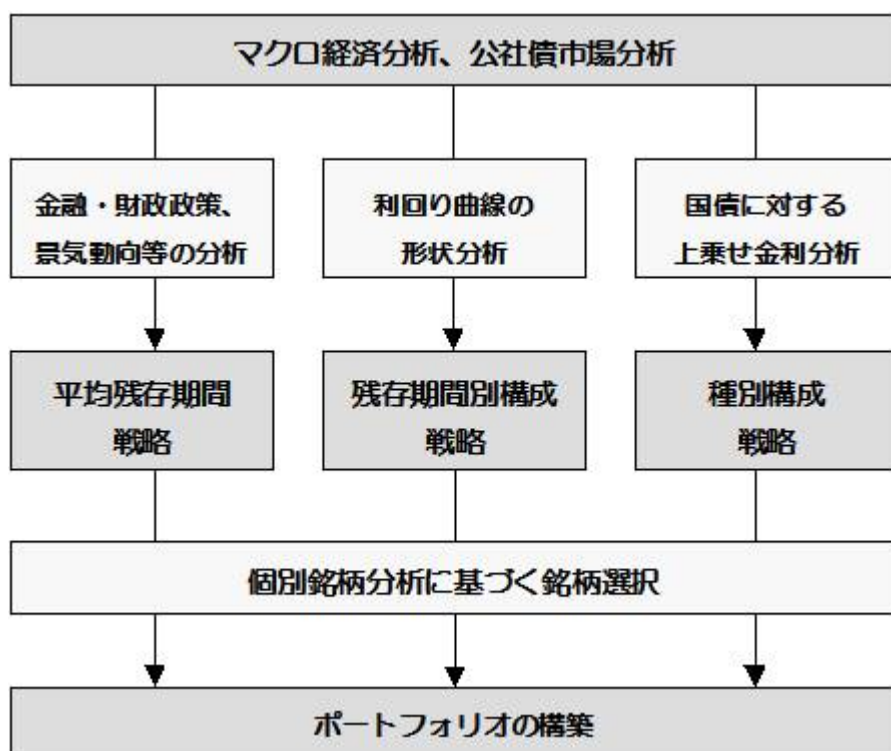 マクロ経済分析、公社債市場分析
金融・財政政策、
景気動向等の分析
利回り曲線の
形状分析
国債に対する
上乗せ金利分析
平均残存期間
戦略
残存期間別構成
戦略
種別構成
戦略
個別銘柄分析に基づく銘柄選択
ポートフォリオの構築